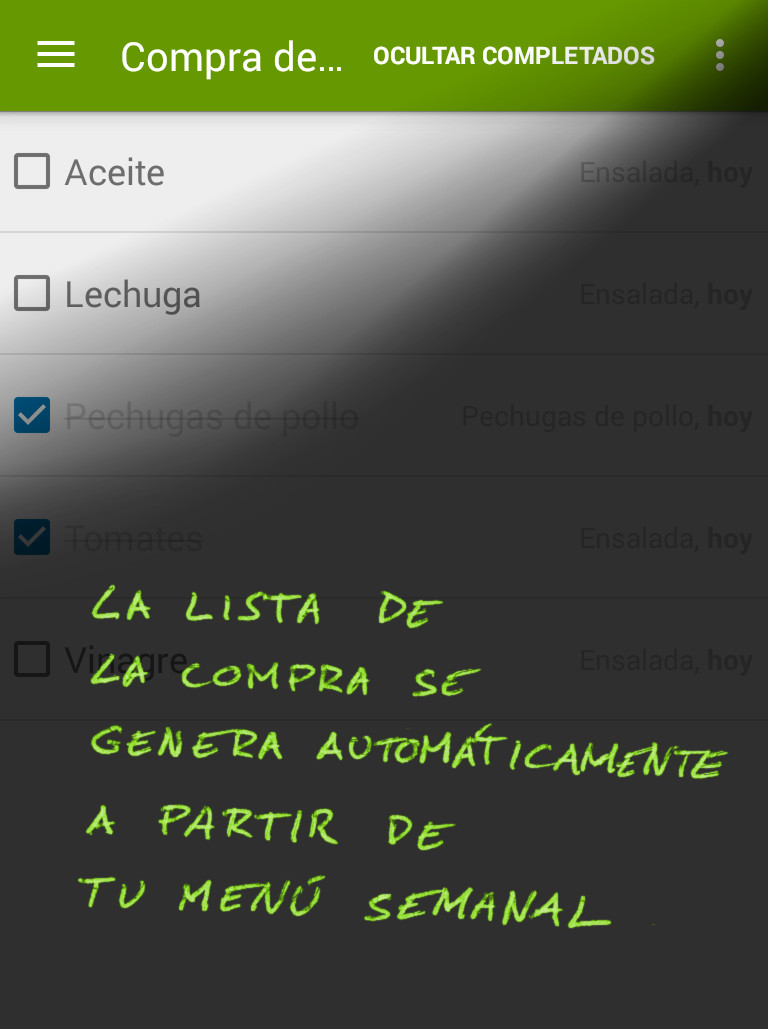 Compra de... OCULTAR COMPLETADOS
Aceite Ensalada, hoy
Lechuga Ensalada, hoy
Pechugas de pollo Pechugas de pollo, hoy
Tomates Ensalada, hoy
Vinagre Ensalada, hoy
LA LISTA DE
LA COMPRA SE
GENERA AUTOMÁTICAMENTE
A PARTIR DE
TU MENÚ SEMANAL